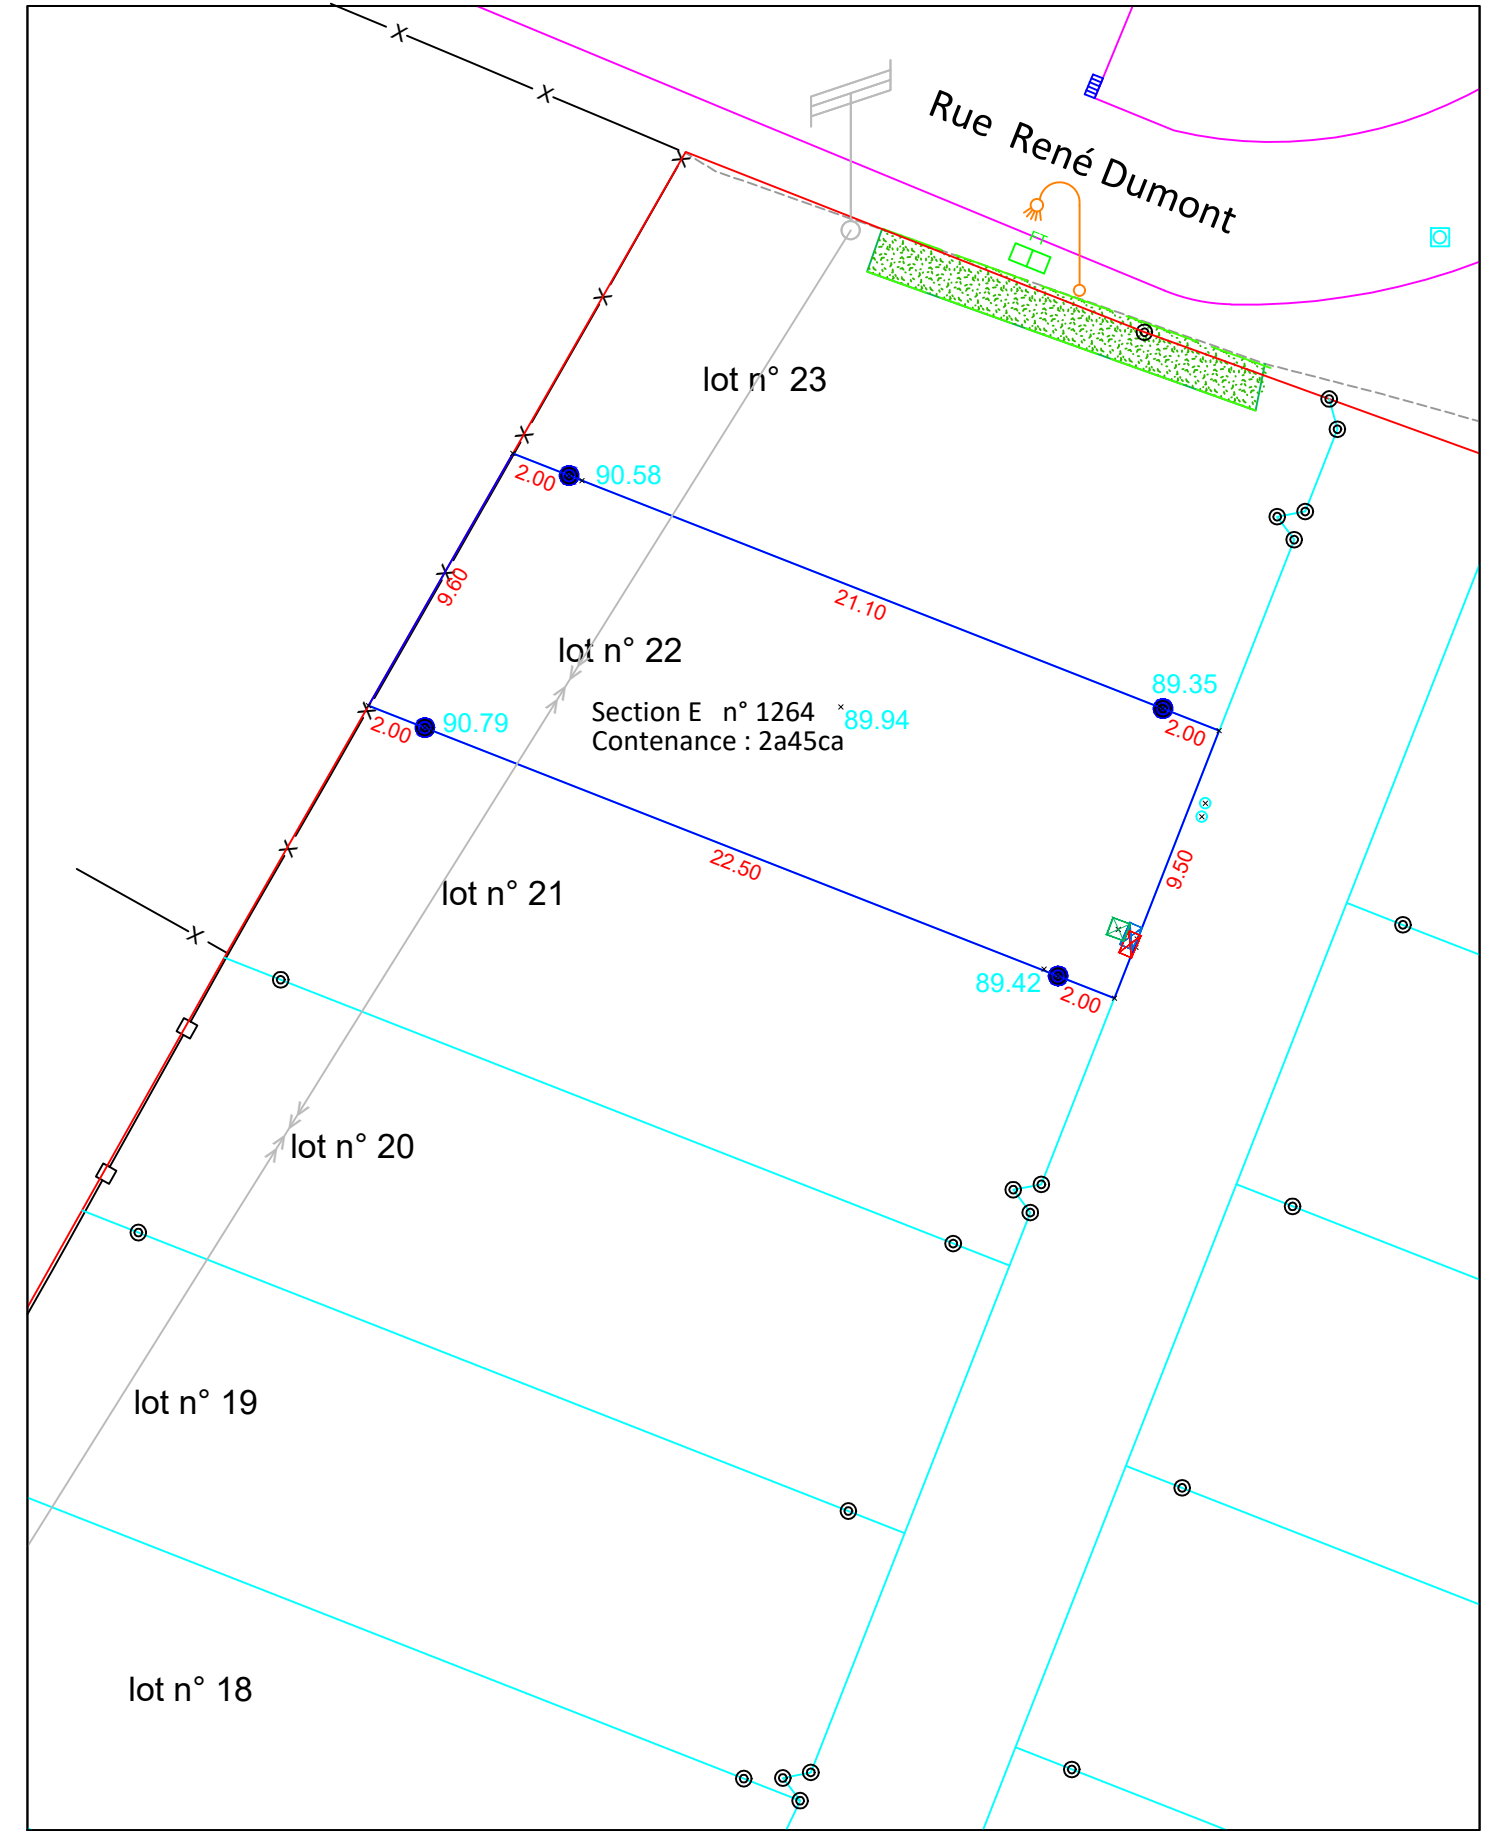 Rue René Dumont
FT
lot n° 23
2.00
90.58
21.10
9.60
lot n° 22
89.35
2.00
Section E n° 1264
89.94
Contenance : 2a45ca
2.00
90.79
22.50
9.50
lot n° 21
89.42
2.00
lot n° 20
lot n° 19
lot n° 18